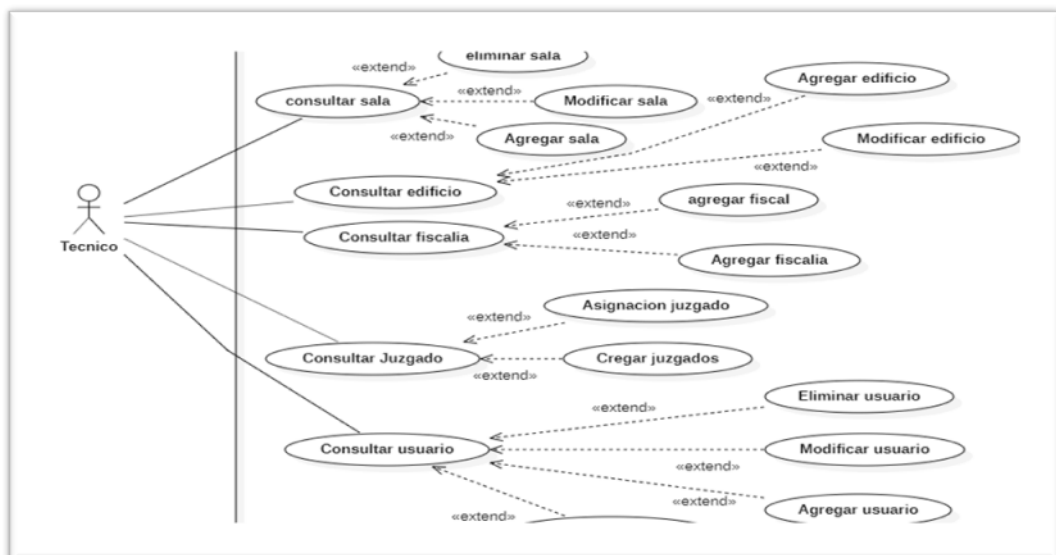 eliminar sala
«extend»
Agregar edificio
consultar sala
«extend»
Modificar sala
«extend»
«extend»
Agregar sala
Modificar edificio
«extend»
Consultar edificio
«extend»
agregar fiscal
Consultar fiscalia
«extend»
Tecnico
Agregar fiscalia
Asignacion juzgado
«extend»
Consultar Juzgado
Cregar juzgados
«extend»
Eliminar usuario
«extend»
Consultar usuario
Modificar usuario
«extend»
«extend»
Agregar usuario
«extend»